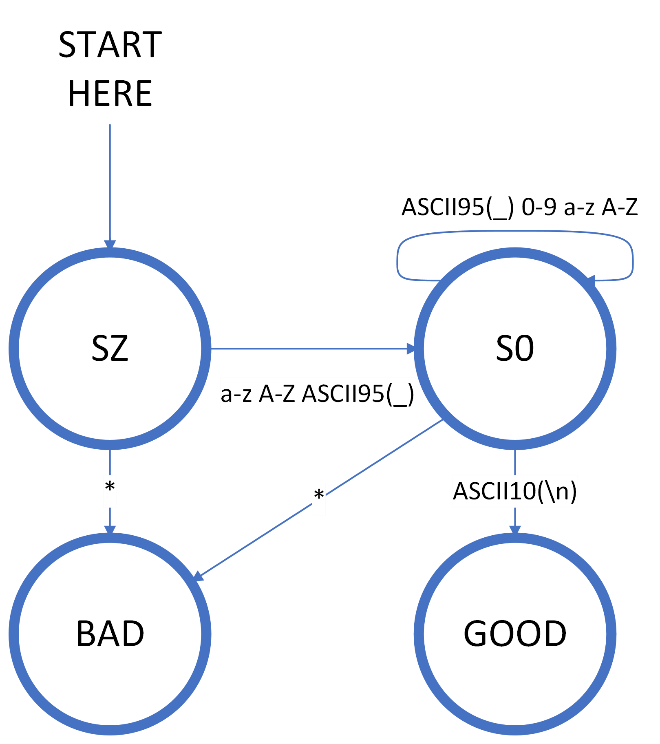 START
HERE
ASCII95(_) 0-9 a-z A-Z
SZ
S0
a-z A-Z ASCII95(_)
*
*
ASCII10(\n)
BAD
GOOD